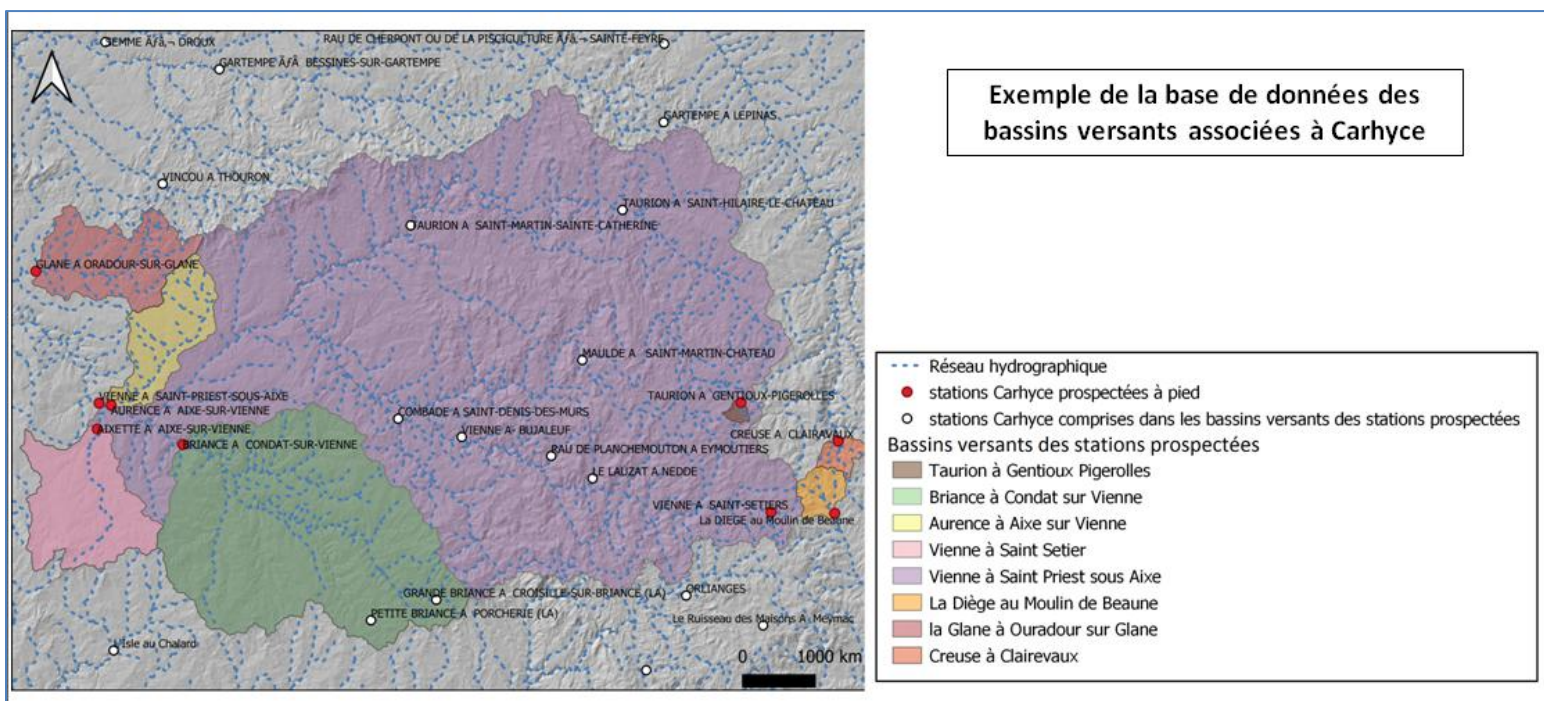 Exemple de la base de données des
bassins versants associées à Carhyce
GEMME Ãƒâ‚¬ DROUX
RAU DE CHERPONT OU DE LA PISCICULTURE Ãƒâ‚¬ SAINTE-FEYRE
GARTEMPE ÃƒÂ BESSINES-SUR-GARTEMPE
GARTEMPE A LEPINAS
VINCOU A THOURON
TAURION A SAINT-HILAIRE-LE-CHATEAU
TAURION A SAINT-MARTIN-SAINTE-CATHERINE
GLANE A ORADOUR-SUR-GLANE
MAULDE A SAINT-MARTIN-CHATEAU
VIENNE A SAINT-PRIEST-SOUS-AIXE
TAURION A GENTIOUX-PIGEROLLES
AURENCE A AIXE-SUR-VIENNE
COMBADE A SAINT-DENIS-DES-MURS
AIXETTE A AIXE-SUR-VIENNE
VIENNE A- BUJALEUF
CREUSE A CLAIRAVAUX
BRIANCE A CONDAT-SUR-VIENNE
RAU DE PLANCHEMOUTON A EYMOUTIERS
LE LAUZAT A NEDDE
VIENNE A SAINT-SETIERS
La DIEGE au Moulin de Beaune
GRANDE BRIANCE A CROISILLE-SUR-BRIANCE (LA)
ORLIANGES
PETITE BRIANCE A PORCHERIE (LA)
Le Ruisseau des Maisons A Meymac
L'Isle au Chalard
0 1000 km
Réseau hydrographique
stations Carhyce prospectées à pied
stations Carhyce comprises dans les bassins versants des stations prospectées
Bassins versants des stations prospectées
Taurion à Gentioux Pigerolles
Briance à Condat sur Vienne
Aurence à Aixe sur Vienne
Vienne à Saint Setier
Vienne à Saint Priest sous Aixe
La Diège au Moulin de Beaune
la Glane à Ouradour sur Glane
Creuse à Clairevaux